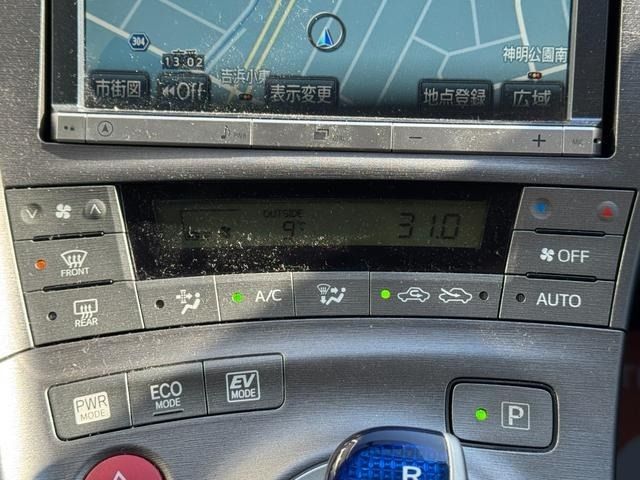 304
13:02
吉浜小東
神明公園南
市街図
Off
表示変更
地点登録
広域
OUTSIDE
9℃
31.0
FRONT
REAR
A/C
OFF
AUTO
PWR
MODE
ECO
MODE
EV
MODE
P
R